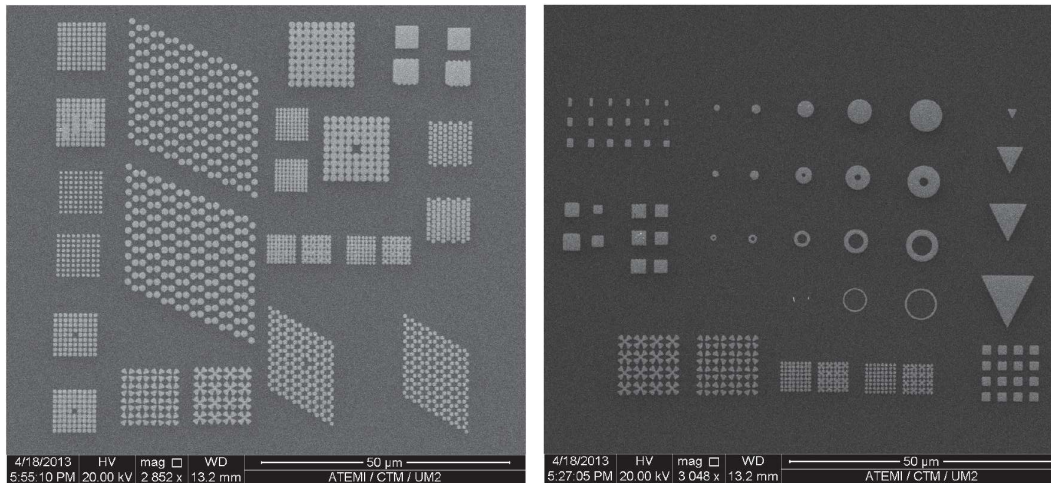 4/18/2013 HV mag □ WD 50 µm
5:55:10 PM 20.00 kV 2 852 x 13.2 mm ATEMI / CTM / UM2
4/18/2013 HV mag □ WD 50 µm
5:27:05 PM 20.00 kV 3 048 x 13.2 mm ATEMI / CTM / UM2